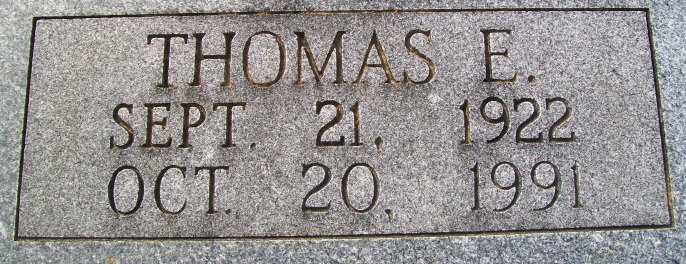 THOMAS E.
SEPT. 21, 1922
OCT. 20, 1991